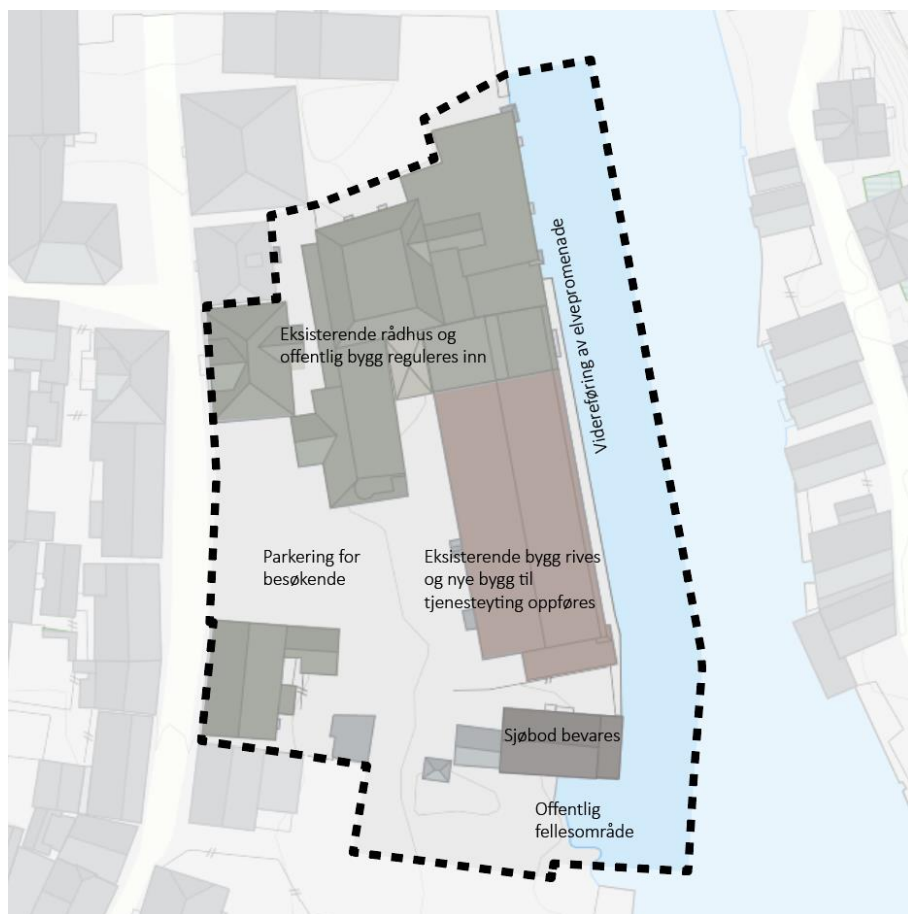 Eksisterende rådhus og
offentlig bygg reguleres inn
Videreføring av elvepromenade
Parkering for
besøkende
Eksisterende bygg rives
og nye bygg til
tjenesteyting oppføres
Sjøbod bevares
Offentlig
fellesområde